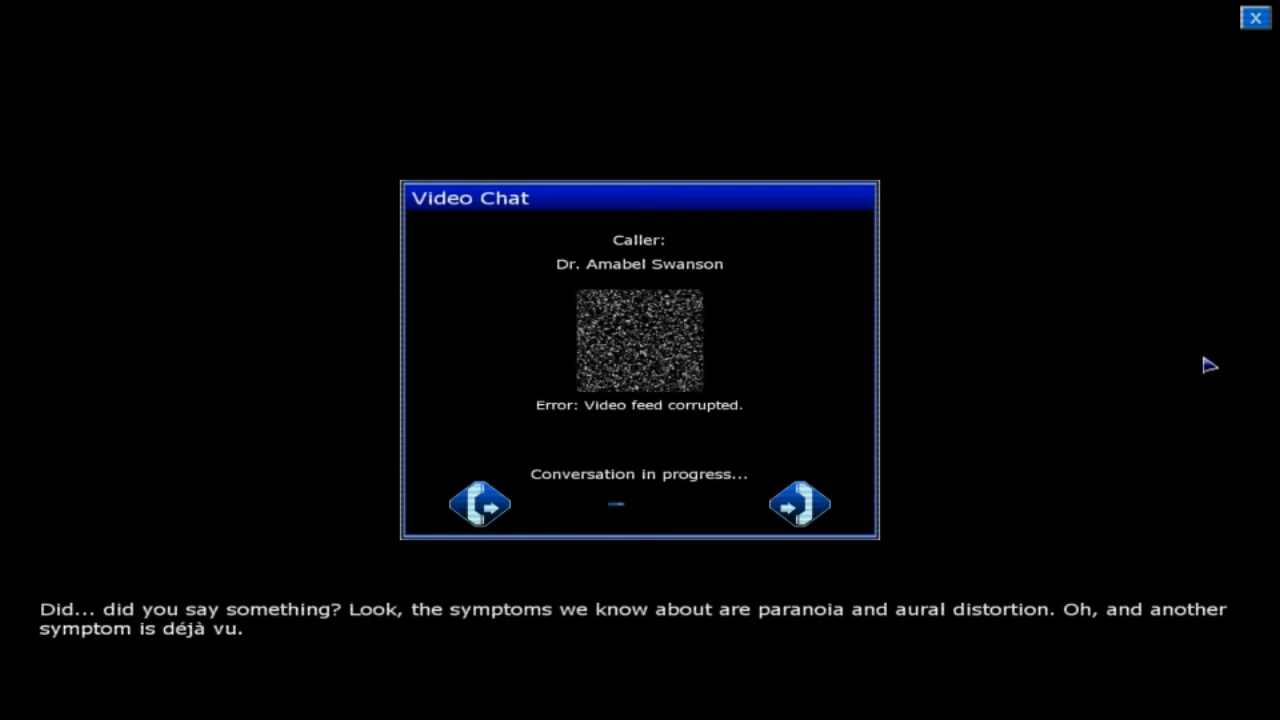 X
Video Chat
Caller:
Dr. Amabel Swanson
Error: Video feed corrupted.
Conversation in progress...
Did... did you say something? Look, the symptoms we know about are paranoia and aural distortion. Oh, and another
symptom is déjà vu.